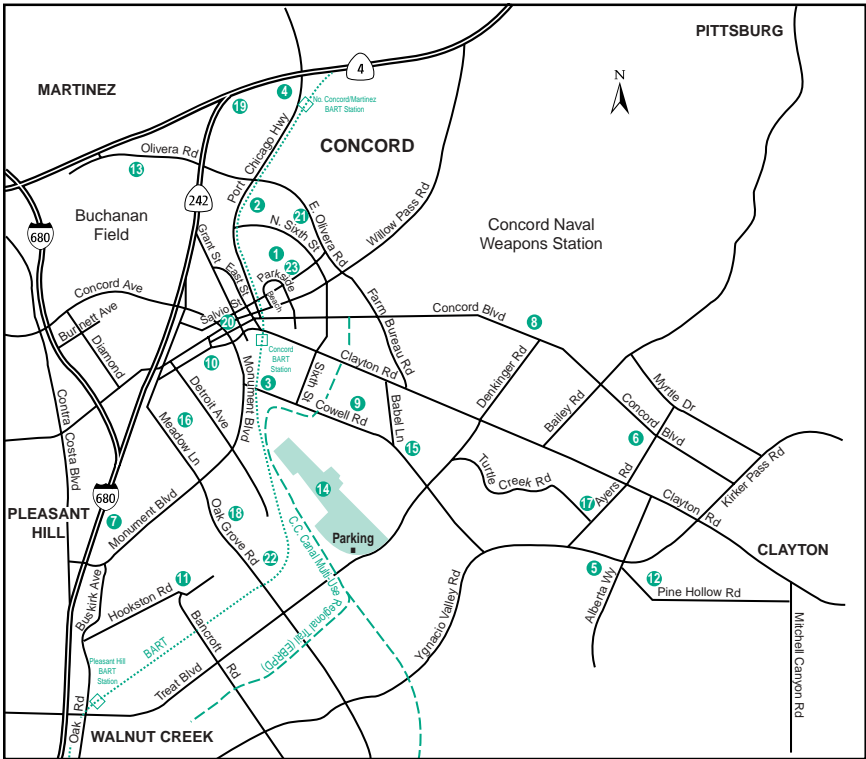 PITTSBURG
4
N
MARTINEZ
4
19
No. Concord/Martinez
BART Station
CONCORD
Port Chicago Hwy
Olivera Rd
13
242
2
21
E. Olivera Rd
N. Sixth St
Willow Pass Rd
Buchanan
Field
680
Concord Naval
Weapons Station
Grant St
East St
1
23
Parkside
Beach
Concord Ave
Salvio St
20
Burnett Ave
Diamond
Farm Bureau Rd
Concord Blvd
8
Concord
BART
Station
10
Clayton Rd
Denkinger Rd
Monument Blvd
3
Sixth St
Detroit Ave
Contra Costa Blvd
16
Meadow Ln
9
Cowell Rd
Babel Ln
15
Bailey Rd
Myrtle Dr
Concord Blvd
6
Kirker Pass Rd
Turtle
Creek Rd
17
Ayers Rd
Clayton Rd
680
14
PLEASANT
HILL
7
Monument Blvd
18
Oak Grove Rd
22
Parking
C.C. Canal Multi-Use
Regional Trail (EBRPD)
CLAYTON
5
Alberta Wy
12
Pine Hollow Rd
11
Hookston Rd
Buskirk Ave
Bancroft
Rd
Ygnacio Valley Rd
Mitchell Canyon Rd
BART
Pleasant Hill
BART
Station
Treat Blvd
Oak Rd
WALNUT CREEK